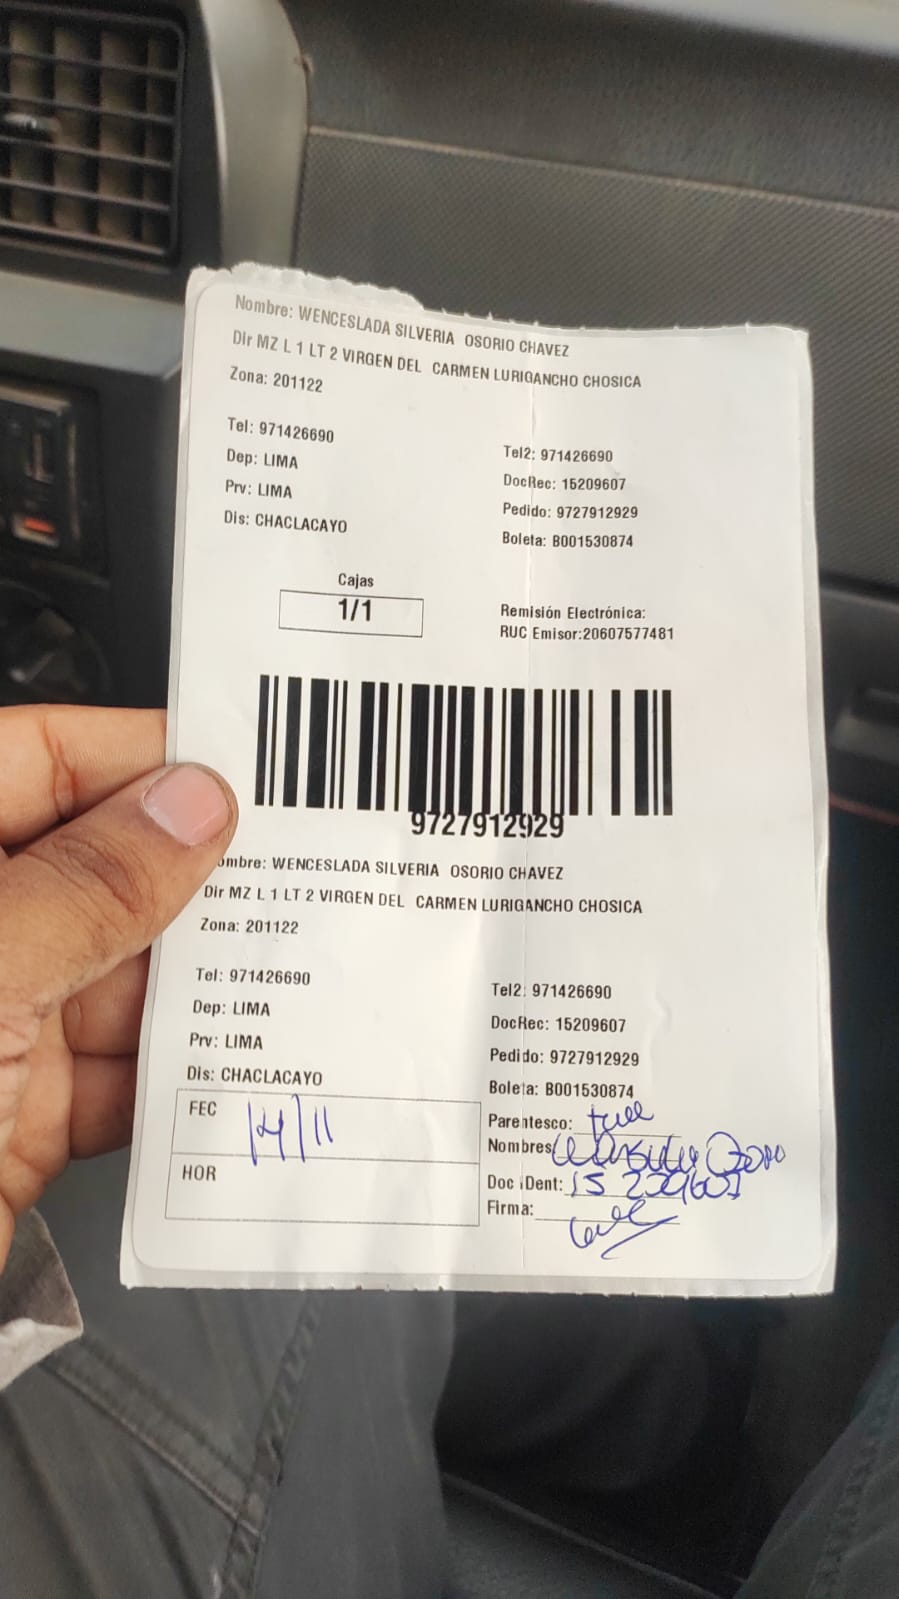 Nombre: WENCESLADA SILVERIA OSORIO CHAVEZ
Dir MZ L 1 LT 2 VIRGEN DEL CARMEN LURIGANCHO CHOSICA
Zona: 201122
Tel: 971426690
Tel2: 971426690
Dep: LIMA
DocRec: 15209607
Prv: LIMA
Pedido: 9727912929
Dis: CHACLACAYO
Boleta: B001530874
Cajas
1/1
Remisión Electrónica:
RUC Emisor:20607577481
9727912929
ombre: WENCESLADA SILVERIA OSORIO CHAVEZ
Dir MZ L 1 LT 2 VIRGEN DEL CARMEN LURIGANCHO CHOSICA
Zona: 201122
Tel: 971426690
Tel2: 971426690
Dep: LIMA
DocRec: 15209607
Prv: LIMA
Pedido: 9727912929
Dis: CHACLACAYO
Boleta: B001530874
FEC 14/11
Parentesco:
Nombres
HOR
Doc iDent:
Firma: